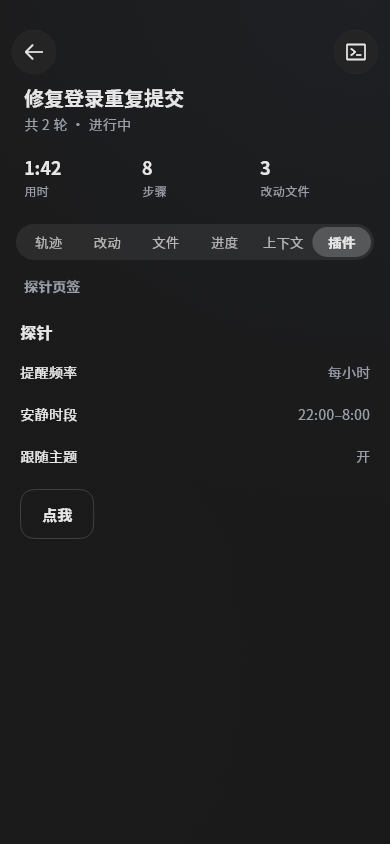 修复登录重复提交
共 2 轮 · 进行中
1:42 8 3
用时 步骤 改动文件
轨迹 改动 文件 进度 上下文 插件
探针页签
探针
提醒频率 每小时
安静时段 22:00–8:00
跟随主题 开
点我